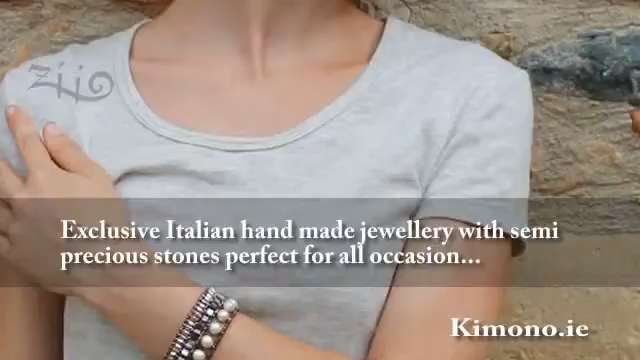 Exclusive Italian hand made jewellery with semi
precious stones perfect for all occasion...
Kimono.ie